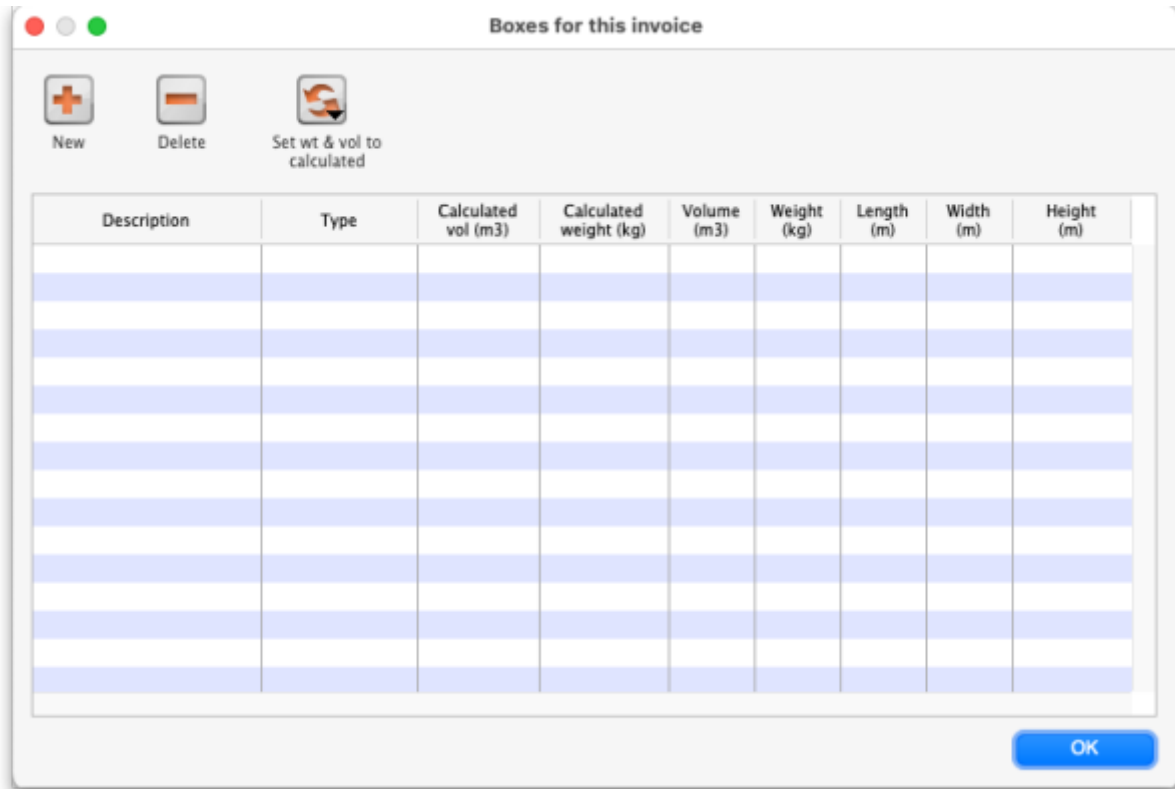 Boxes for this invoice
New
Delete
Set wt & vol to
calculated
Description
Type
Calculated
vol (m3)
Calculated
weight (kg)
Volume
(m3)
Weight
(kg)
Length
(m)
Width
(m)
Height
(m)
OK